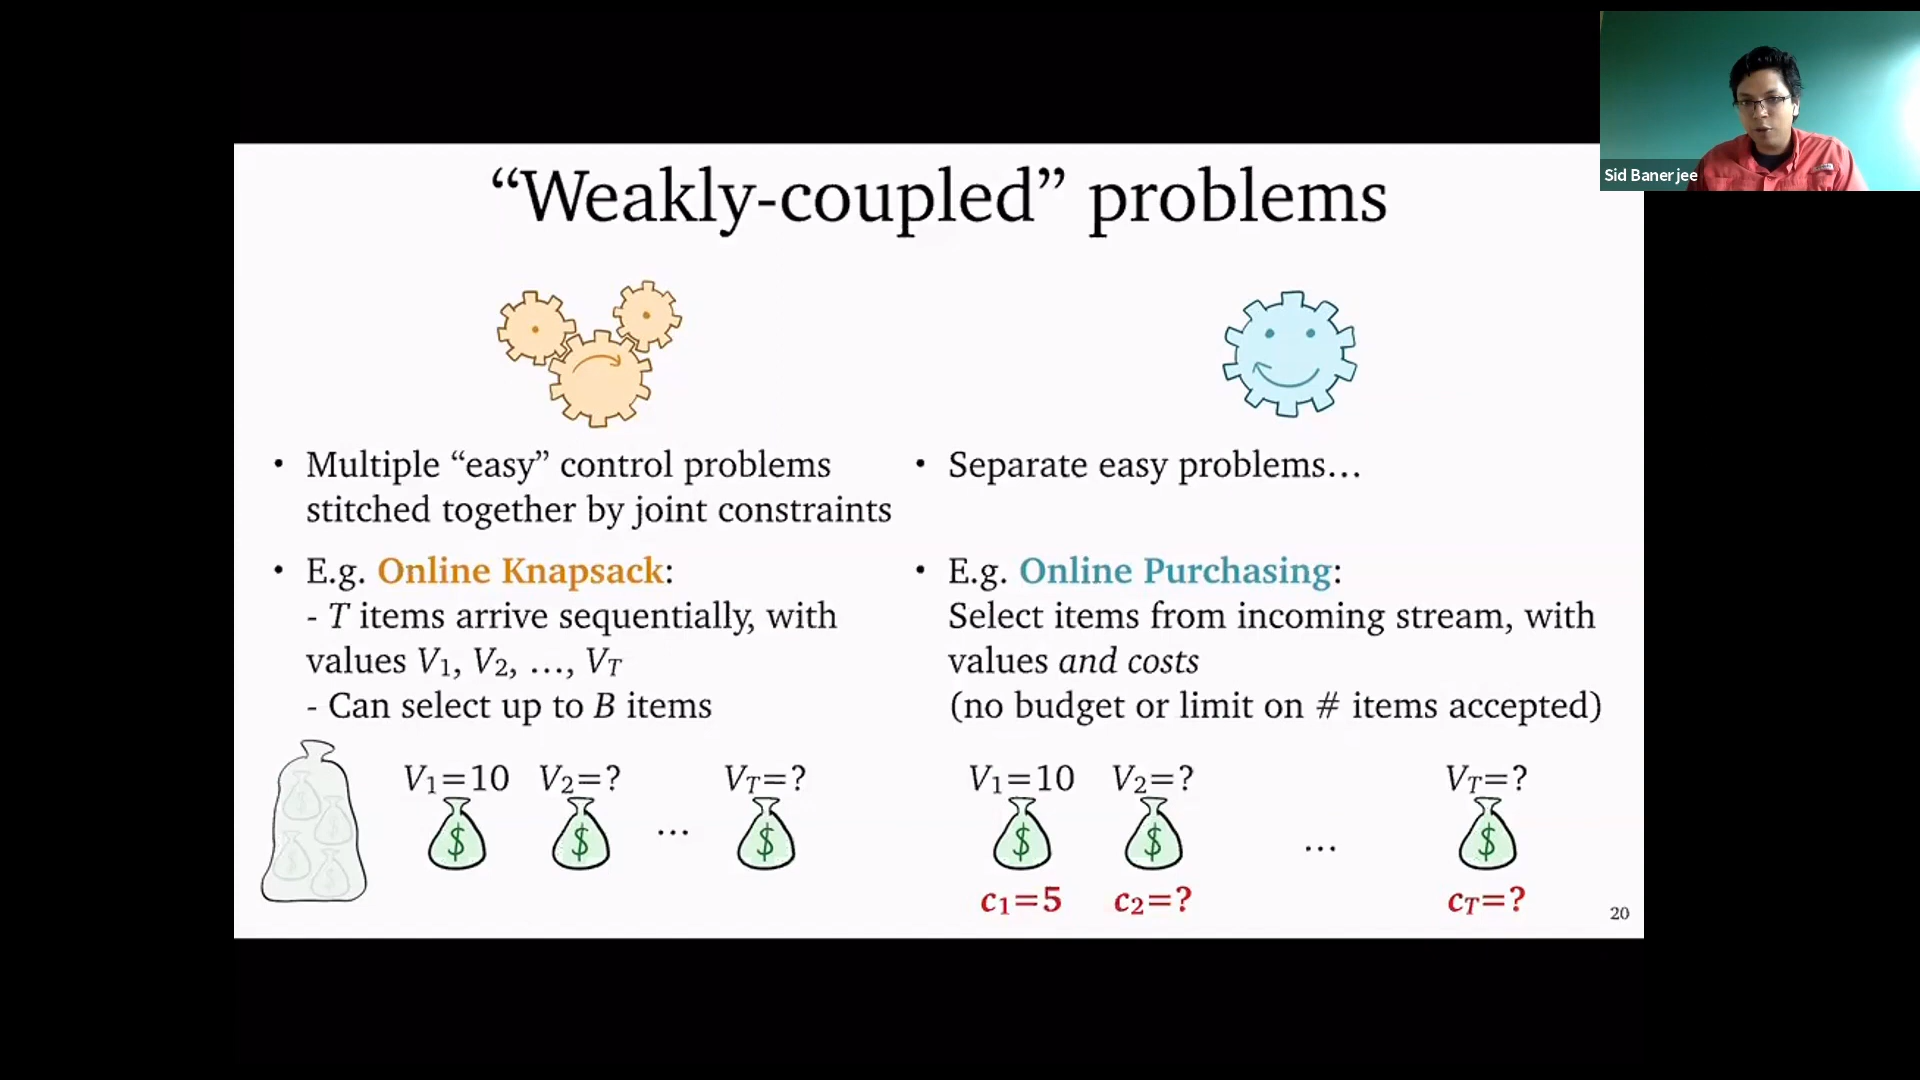 “Weakly-coupled” problems
Sid Banerjee
• Multiple “easy” control problems
stitched together by joint constraints
• E.g. Online Knapsack:
- T items arrive sequentially, with
values V1, V2, …, VT
- Can select up to B items
V1=10 V2=? VT=?
$ $ … $
• Separate easy problems…
• E.g. Online Purchasing:
Select items from incoming stream, with
values and costs
(no budget or limit on # items accepted)
V1=10 V2=? VT=?
$ $ … $
c1=5 c2=? cT=?
20